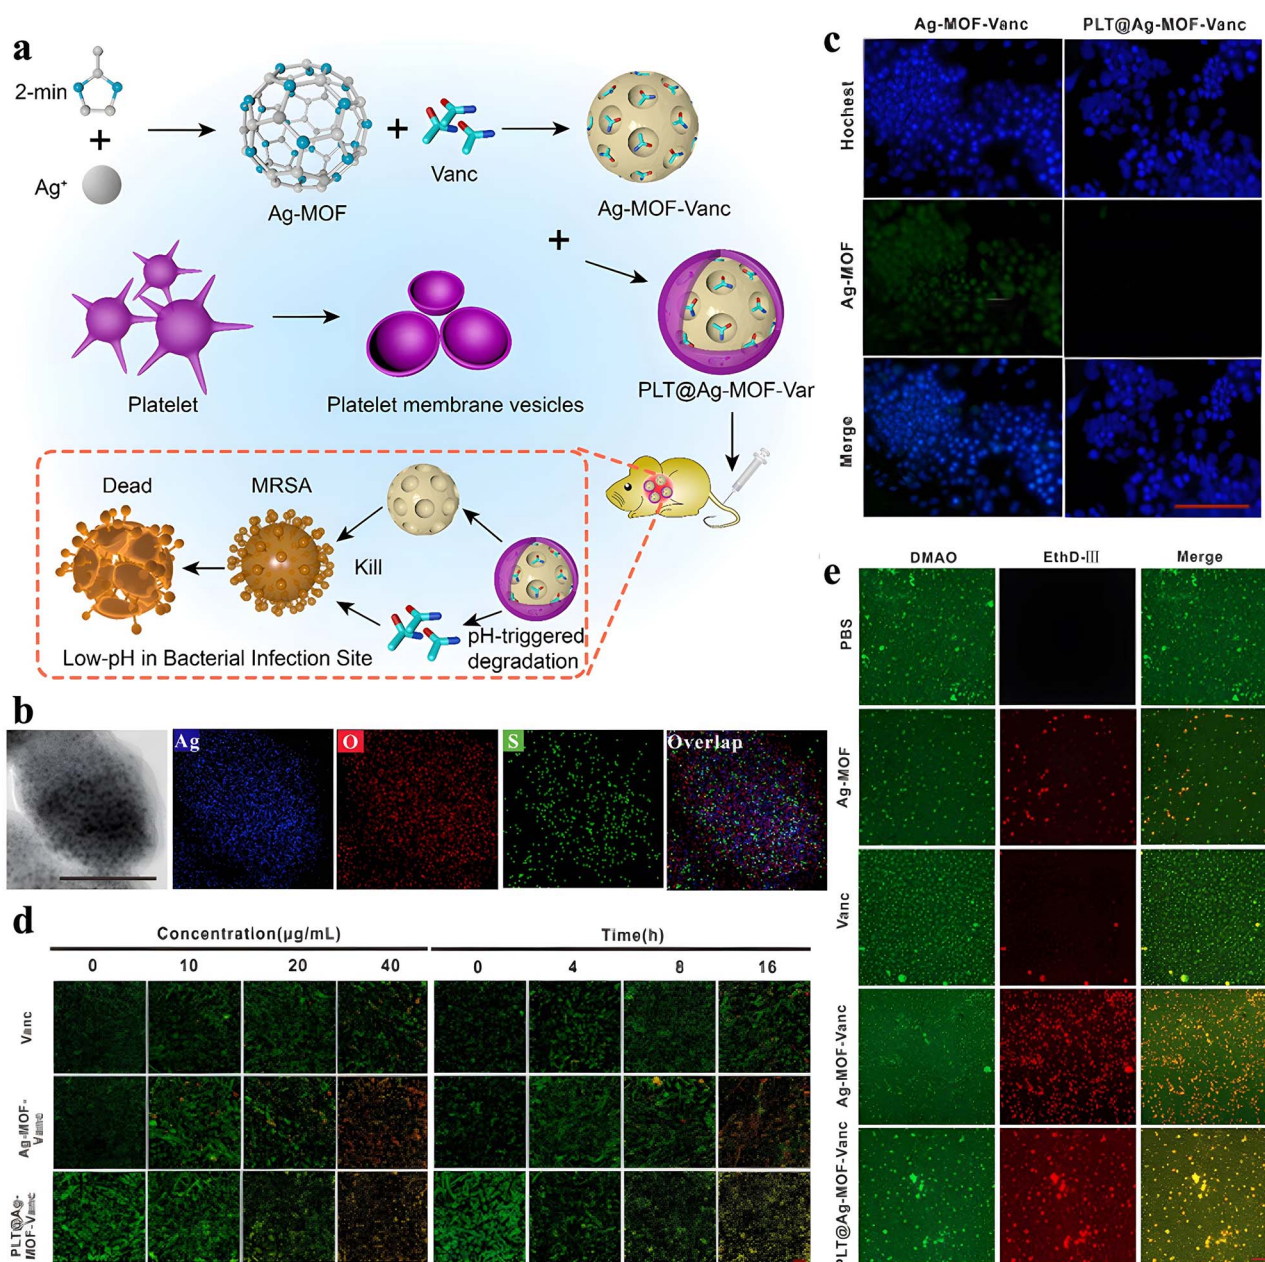 a
2-min
+
Ag⁺
Ag-MOF
+
Vanc
Ag-MOF-Vanc
+
Platelet
Platelet membrane vesicles
PLT@Ag-MOF-Var
Dead
MRSA
Kill
pH-triggered
degradation
Low-pH in Bacterial Infection Site
b
Ag
O
S
Overlap
c
Ag-MOF-Vanc
PLT@Ag-MOF-Vanc
Hochest
Ag-MOF
Merge
d
Concentration(μg/mL)
Time(h)
0 10 20 40 0 4 8 16
Vanc
Ag-MOF-
Vanc
PLT@Ag-
MOF-Vanc
e
DMAO
EthD-III
Merge
PBS
Ag-MOF
Vanc
Ag-MOF-Vanc
PLT@Ag-MOF-Vanc